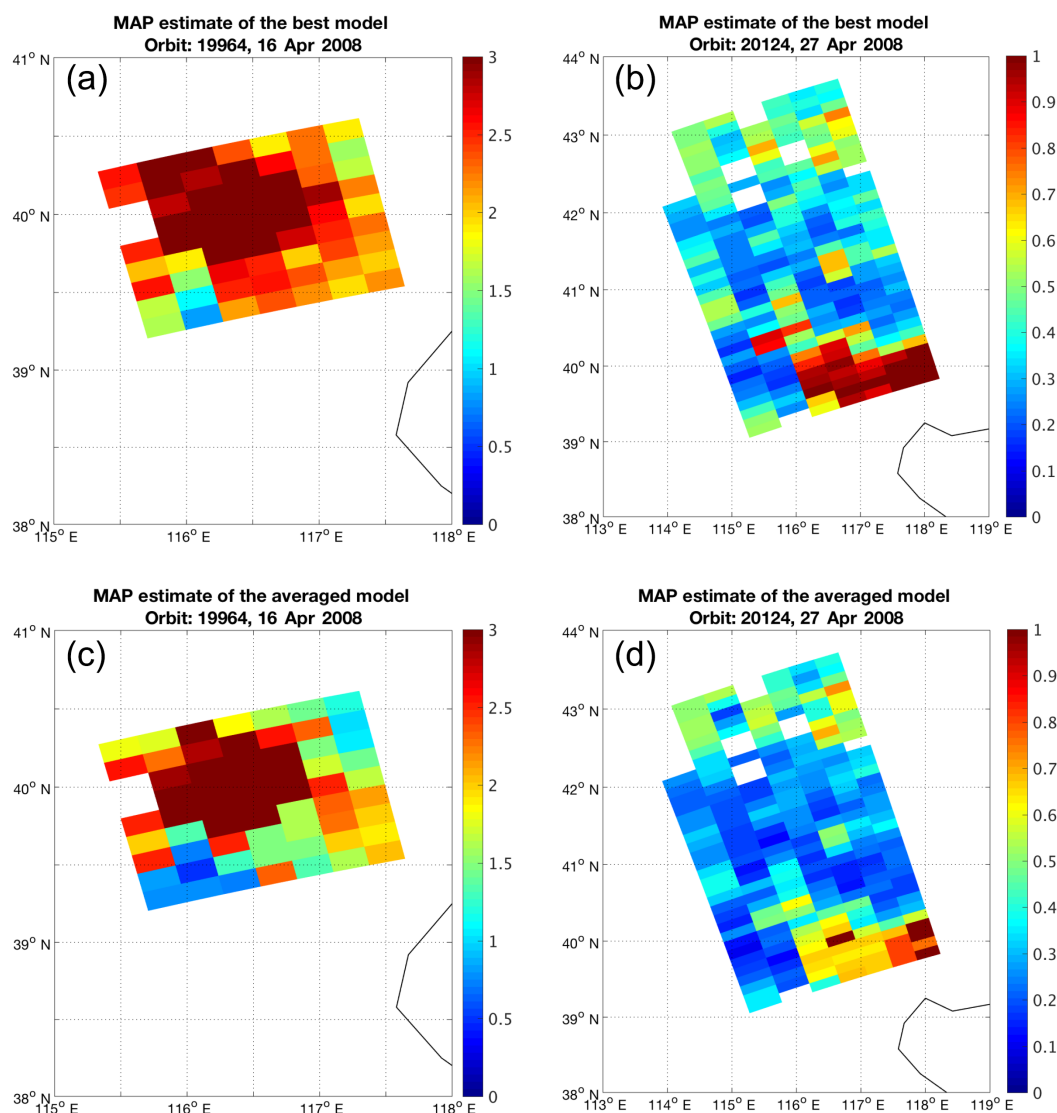 MAP estimate of the best model
Orbit: 19964, 16 Apr 2008
(a)
41° N
40° N
39° N
38° N
115° E
116° E
117° E
118° E
3
2.5
2
1.5
1
0.5
0
MAP estimate of the best model
Orbit: 20124, 27 Apr 2008
(b)
44° N
43° N
42° N
41° N
40° N
39° N
38° N
113° E
114° E
115° E
116° E
117° E
118° E
119° E
1
0.9
0.8
0.7
0.6
0.5
0.4
0.3
0.2
0.1
0
MAP estimate of the averaged model
Orbit: 19964, 16 Apr 2008
(c)
41° N
40° N
39° N
38° N
115° E
116° E
117° E
118° E
3
2.5
2
1.5
1
0.5
0
MAP estimate of the averaged model
Orbit: 20124, 27 Apr 2008
(d)
44° N
43° N
42° N
41° N
40° N
39° N
38° N
113° E
114° E
115° E
116° E
117° E
118° E
119° E
1
0.9
0.8
0.7
0.6
0.5
0.4
0.3
0.2
0.1
0